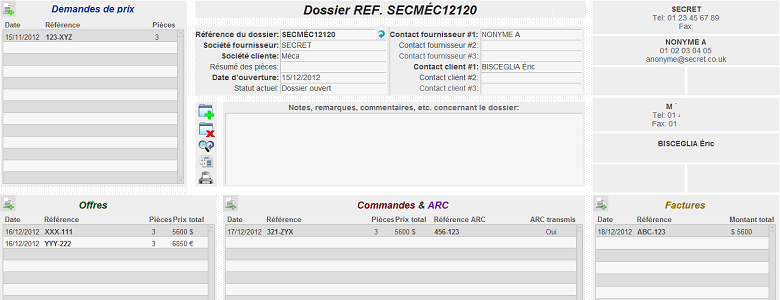 Demandes de prix
Date Référence Pièces
15/11/2012 123-XYZ 3
Dossier REF. SECMÉC12120
Référence du dossier: SECMÉC12120 Contact fournisseur #1: NONYME A
Société fournisseur: SECRET Contact fournisseur #2:
Société cliente: Méca Contact fournisseur #3:
Résumé des pièces: Contact client #1: BISCEGLIA Éric
Date d'ouverture: 15/12/2012 Contact client #2:
Statut actuel: Dossier ouvert Contact client #3:
Notes, remarques, commentaires, etc. concernant le dossier:
SECRET
Tel: 01 23 45 67 89
Fax:
NONYME A
01 02 03 04 05
anonyme@secret.co.uk
M
Tel: 01
Fax: 01
BISCEGLIA Éric
Offres
Date Référence Pièces Prix total
16/12/2012 XXX-111 3 5600 $
16/12/2012 YYY-222 3 6850 €
Commandes & ARC
Date Référence Pièces Prix total Référence ARC ARC transmis
17/12/2012 321-ZYX 3 5600 $ 456-123 Oui
Factures
Date Référence Montant total
18/12/2012 ABC-123 $ 5600